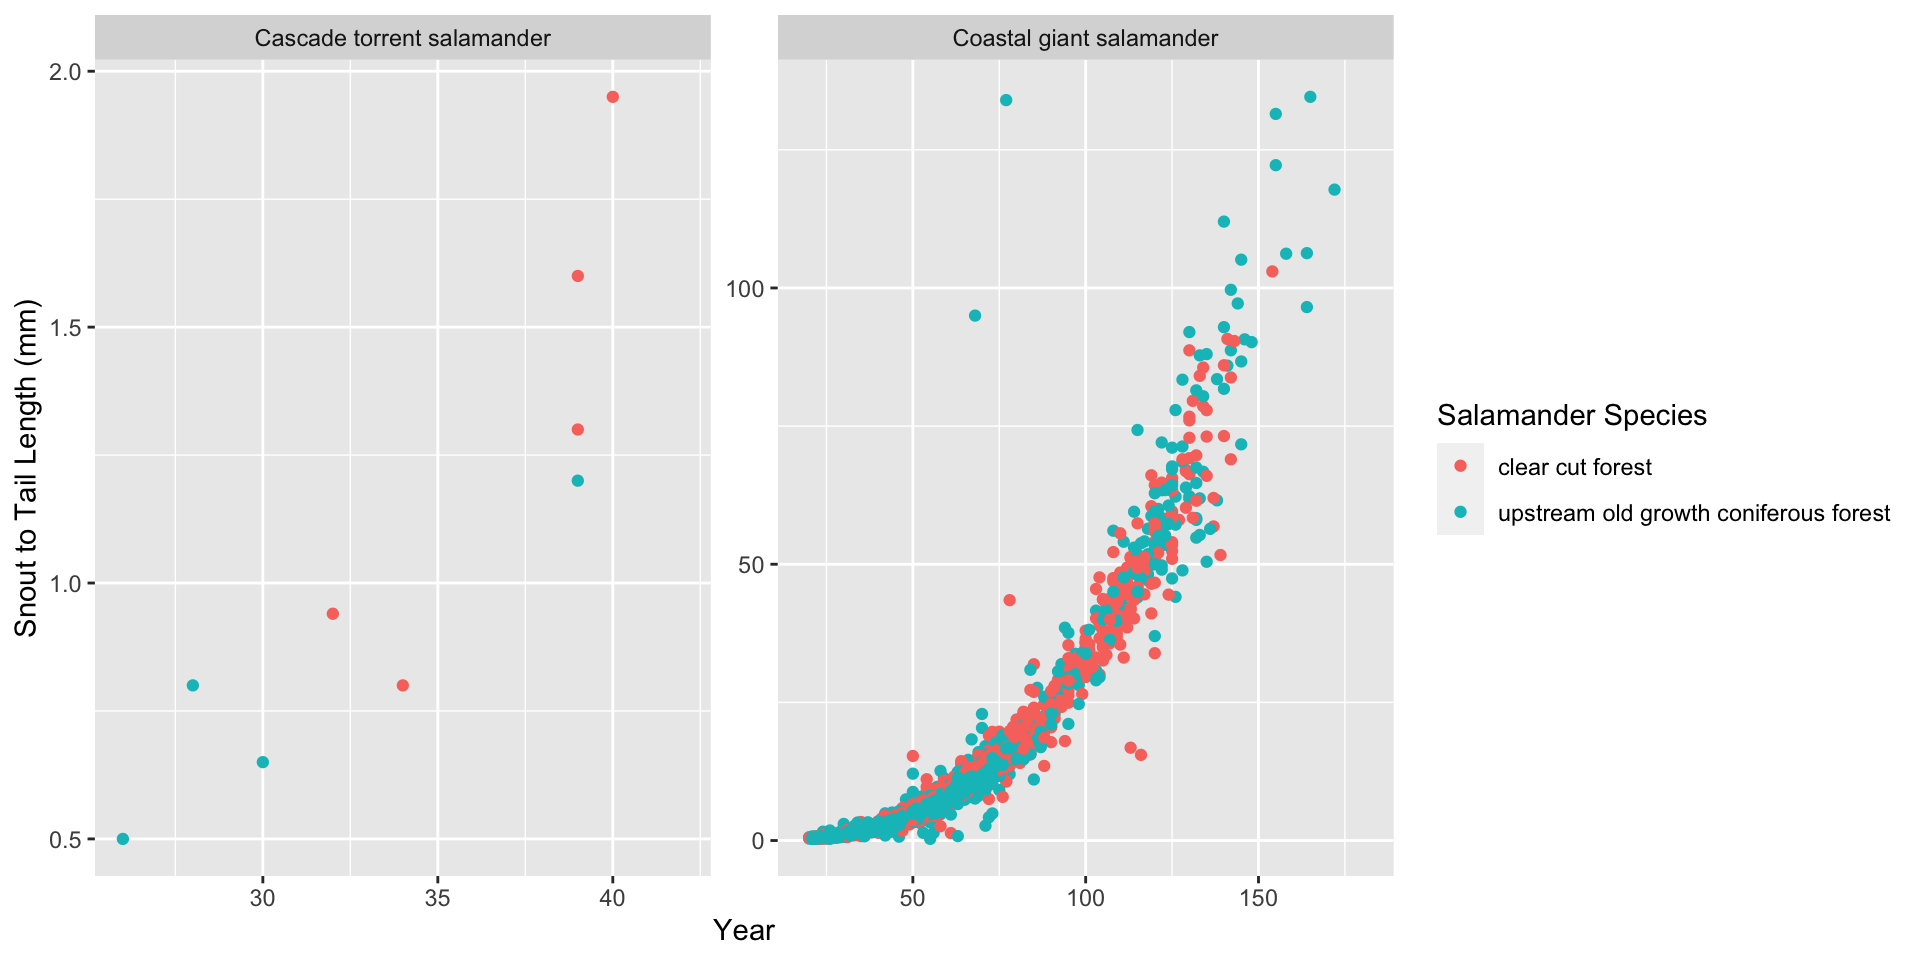 Cascade torrent salamander
Coastal giant salamander
2.0
1.5
1.0
0.5
100
50
0
30
35
40
50
100
150
Snout to Tail Length (mm)
Year
Salamander Species
clear cut forest
upstream old growth coniferous forest